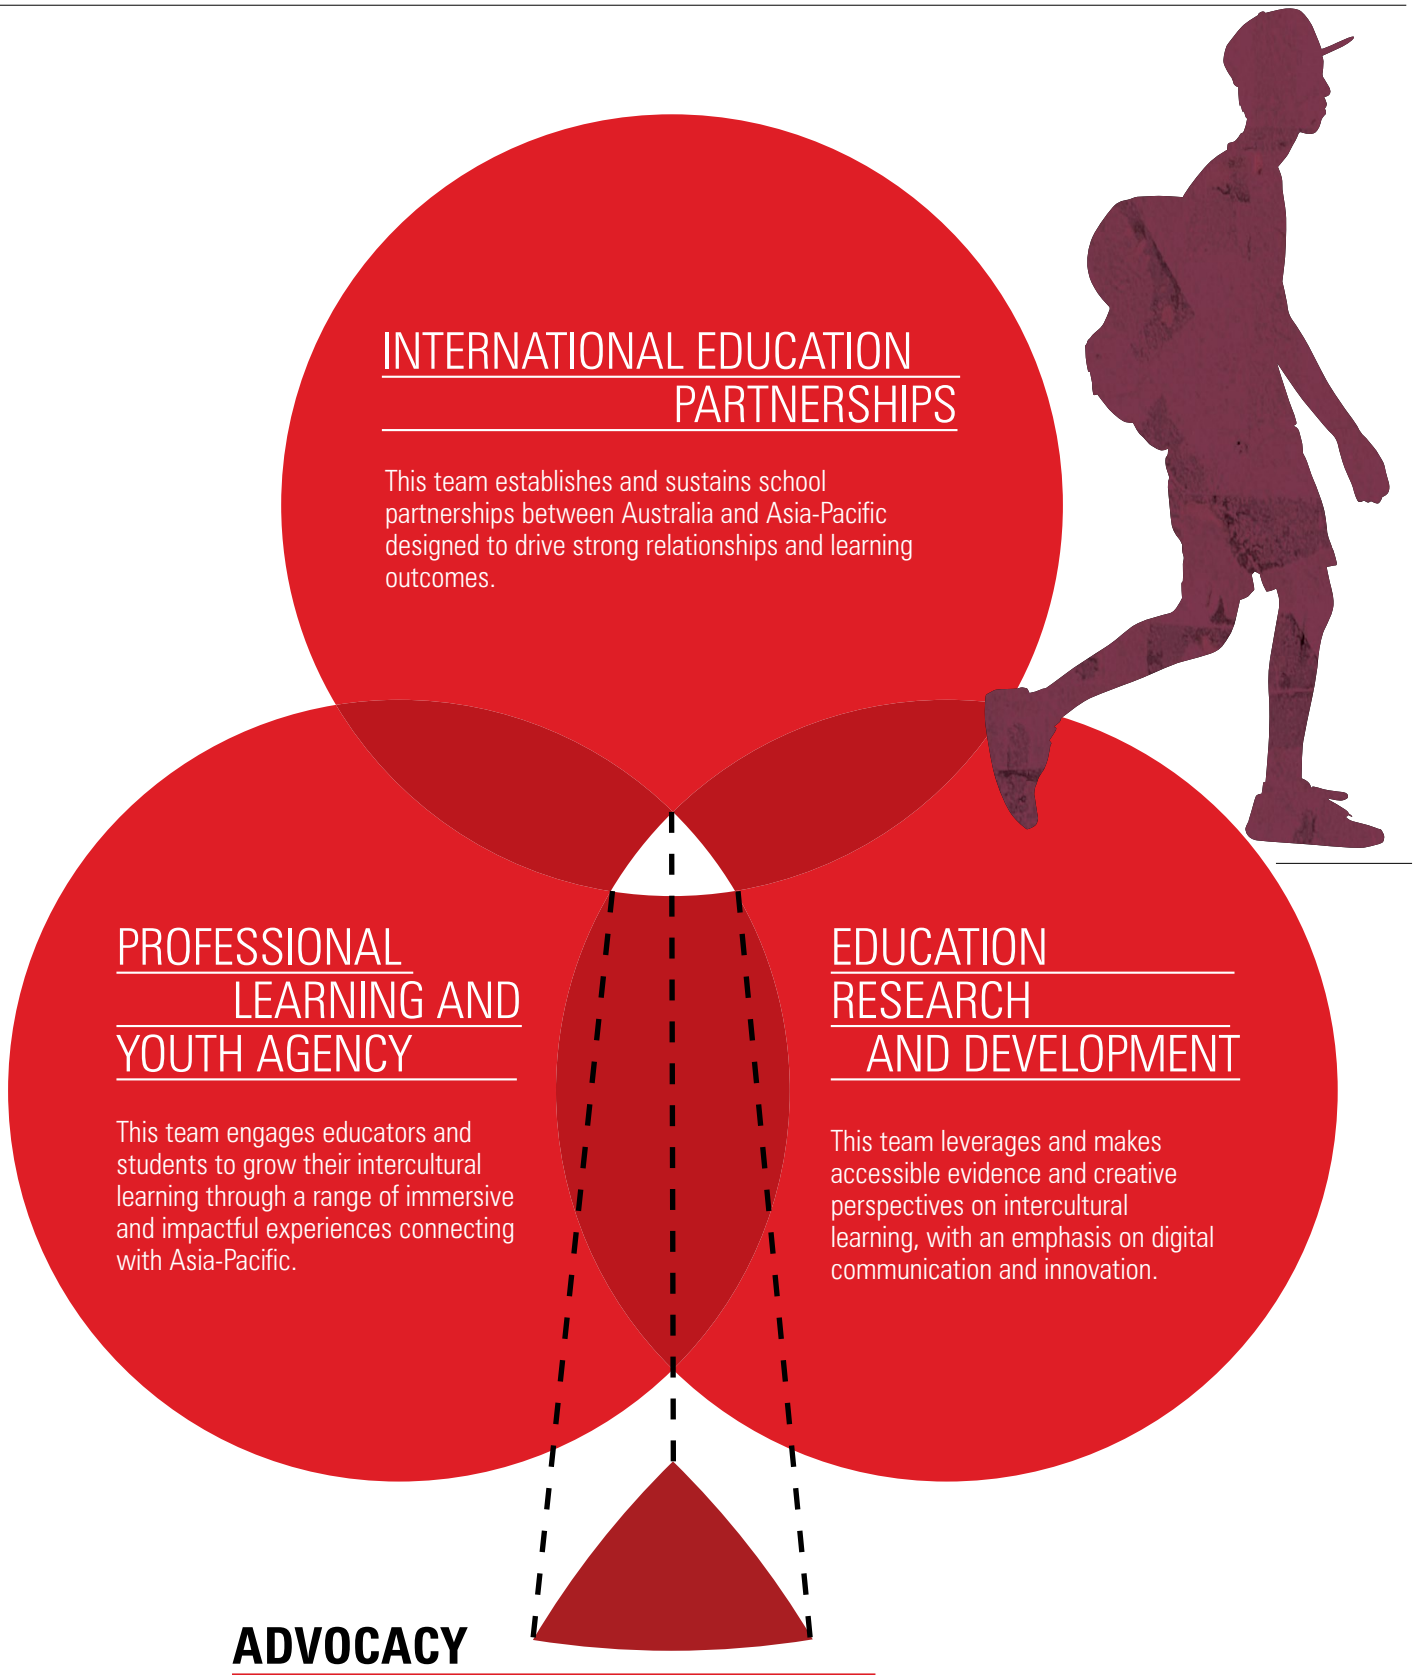 INTERNATIONAL EDUCATION
PARTNERSHIPS
This team establishes and sustains school
partnerships between Australia and Asia-Pacific
designed to drive strong relationships and learning
outcomes.
PROFESSIONAL
LEARNING AND
YOUTH AGENCY
This team engages educators and
students to grow their intercultural
learning through a range of immersive
and impactful experiences connecting
with Asia-Pacific.
EDUCATION
RESEARCH
AND DEVELOPMENT
This team leverages and makes
accessible evidence and creative
perspectives on intercultural
learning, with an emphasis on digital
communication and innovation.
ADVOCACY